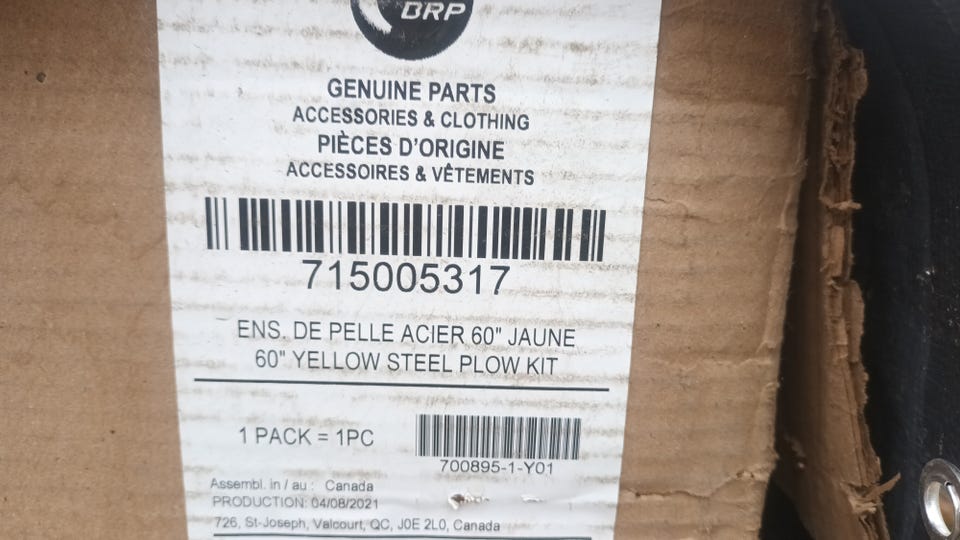 BRP
GENUINE PARTS
ACCESSORIES & CLOTHING
PIÈCES D'ORIGINE
ACCESSOIRES & VÊTEMENTS
715005317
ENS. DE PELLE ACIER 60" JAUNE
60" YELLOW STEEL PLOW KIT
1 PACK = 1PC
700895-1-Y01
Assembl. in / au : Canada
PRODUCTION: 04/08/2021
726, St-Joseph, Valcourt, QC, J0E 2L0, Canada